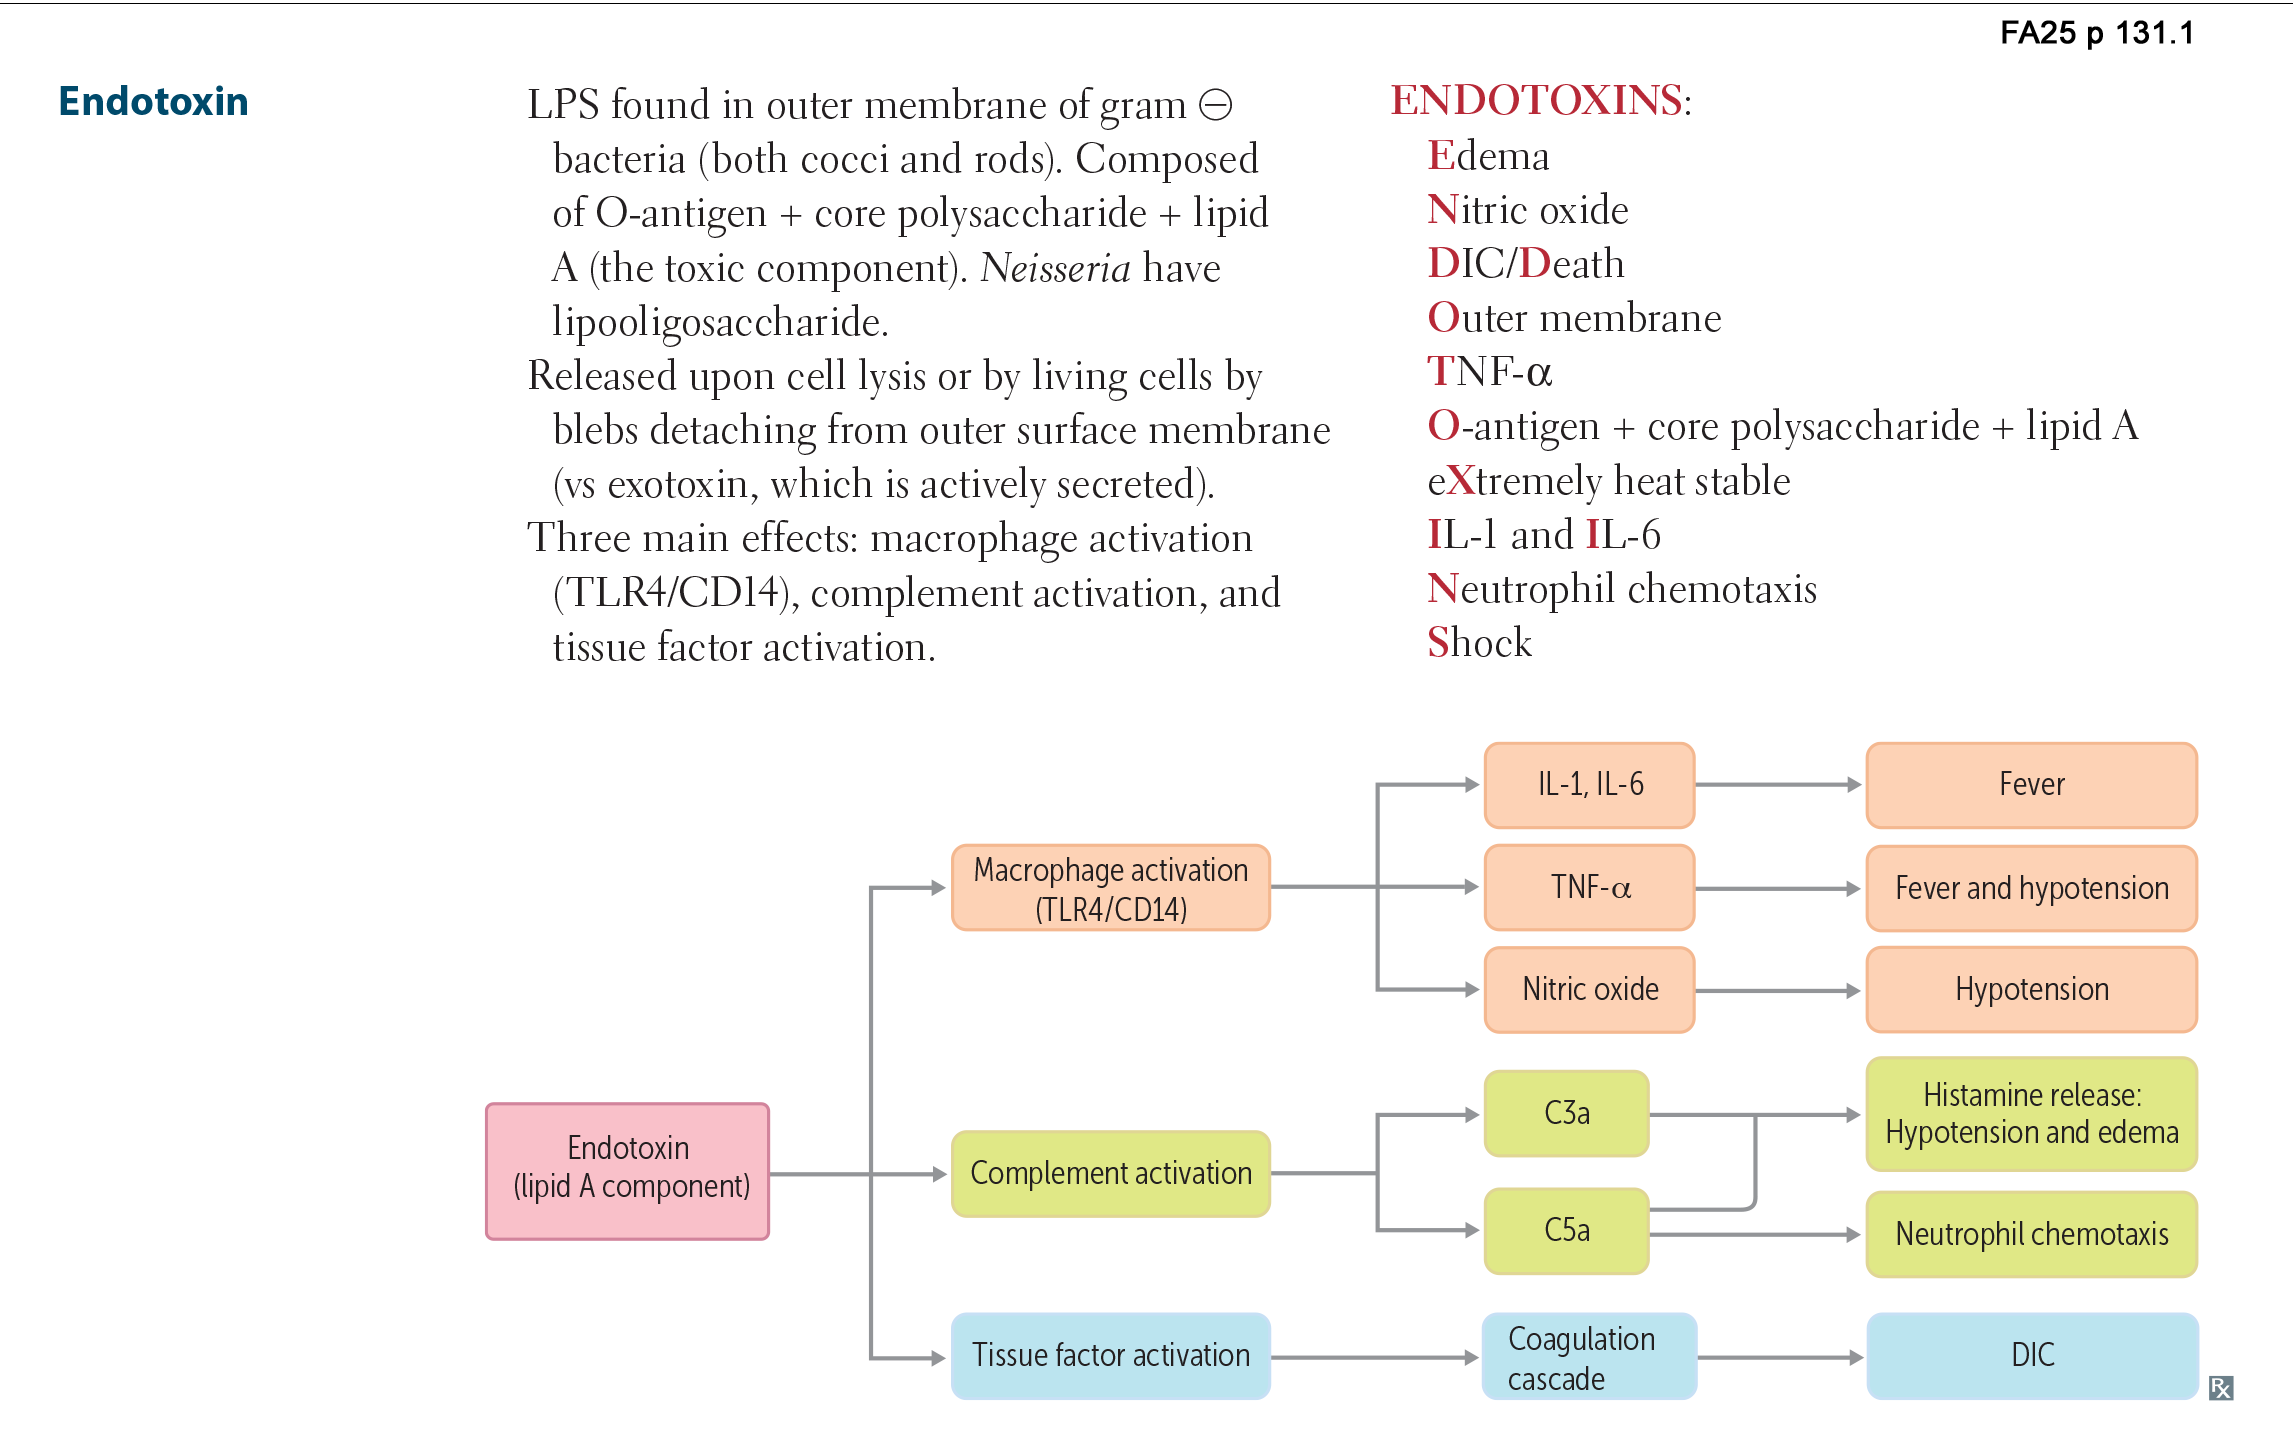 FA25 p 131.1
Endotoxin
LPS found in outer membrane of gram ⊖
bacteria (both cocci and rods). Composed
of O-antigen + core polysaccharide + lipid
A (the toxic component). Neisseria have
lipooligosaccharide.
Released upon cell lysis or by living cells by
blebs detaching from outer surface membrane
(vs exotoxin, which is actively secreted).
Three main effects: macrophage activation
(TLR4/CD14), complement activation, and
tissue factor activation.
ENDOTOXINS:
Edema
Nitric oxide
DIC/Death
Outer membrane
TNF-α
O-antigen + core polysaccharide + lipid A
eXtremely heat stable
IL-1 and IL-6
Neutrophil chemotaxis
Shock
Endotoxin
(lipid A component)
Macrophage activation
(TLR4/CD14)
IL-1, IL-6
Fever
TNF-α
Fever and hypotension
Nitric oxide
Hypotension
Complement activation
C3a
Histamine release:
Hypotension and edema
C5a
Neutrophil chemotaxis
Tissue factor activation
Coagulation
cascade
DIC
Rx